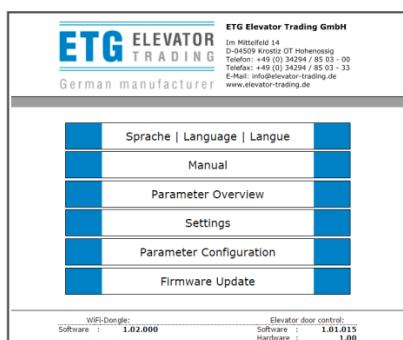 ETG ELEVATOR TRADING
German manufacturer
ETG Elevator Trading GmbH
Im Mittelfeld 14
D-04509 Krostiz OT Hohenossig
Telefon: +49 (0) 34294 / 85 03 - 00
Telefax: +49 (0) 34294 / 85 03 - 33
E-Mail: info@elevator-trading.de
www.elevator-trading.de
Sprache | Language | Langue
Manual
Parameter Overview
Settings
Parameter Configuration
Firmware Update
WiFi-Dongle:
Software : 1.02.000
Elevator door control:
Software : 1.01.015
Hardware : 1.00